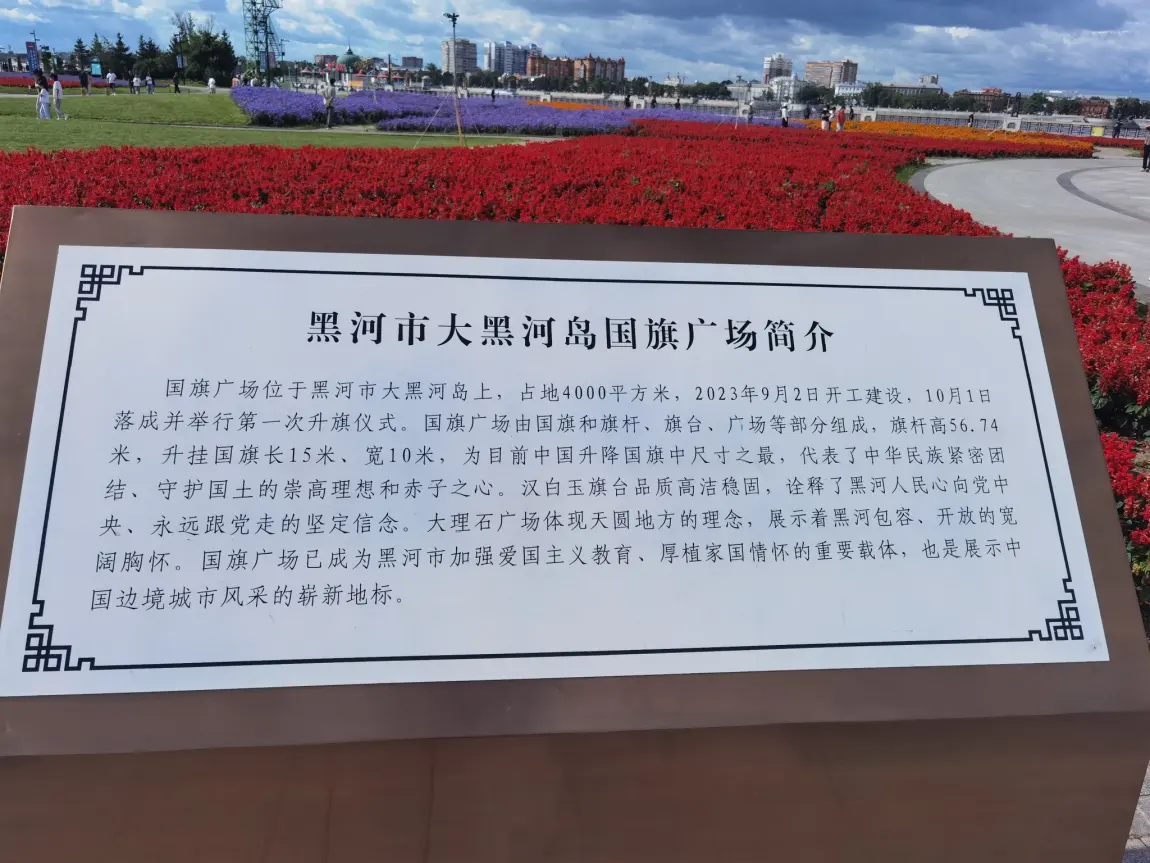 黑河市大黑河岛国旗广场简介
国旗广场位于黑河市大黑河岛上，占地4000平方米，2023年9月2日开工建设，10月1日
落成并举行第一次升旗仪式。国旗广场由国旗和旗杆、旗台、广场等部分组成，旗杆高56.74
米，升挂国旗长15米、宽10米，为目前中国升降国旗中尺寸之最，代表了中华民族紧密团
结、守护国土的崇高理想和赤子之心。汉白玉旗台品质高洁稳固，诠释了黑河人民心向党中
央、永远跟党走的坚定信念。大理石广场体现天圆地方的理念，展示着黑河包容、开放的宽
阔胸怀。国旗广场已成为黑河市加强爱国主义教育、厚植家国情怀的重要载体，也是展示中
国边境城市风采的崭新地标。